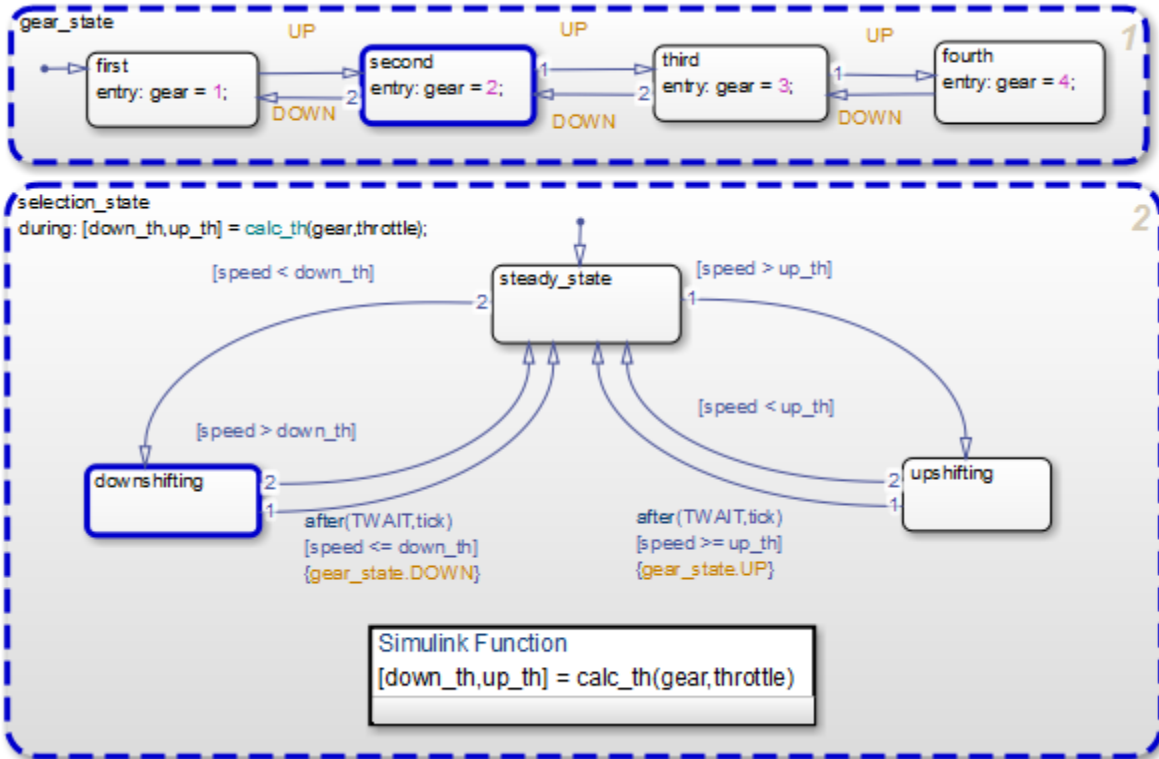 gear_state
1
UP
UP
UP
first
entry: gear = 1;
second
entry: gear = 2;
third
entry: gear = 3;
fourth
entry: gear = 4;
1
2
1
2
1
DOWN
DOWN
DOWN
selection_state
2
during: [down_th,up_th] = calc_th(gear,throttle);
[speed < down_th]
steady_state
[speed > up_th]
2
1
[speed > down_th]
[speed < up_th]
downshifting
2
1
upshifting
2
1
after(TWAIT,tick)
[speed <= down_th]
{gear_state.DOWN}
after(TWAIT,tick)
[speed >= up_th]
{gear_state.UP}
Simulink Function
[down_th,up_th] = calc_th(gear,throttle)